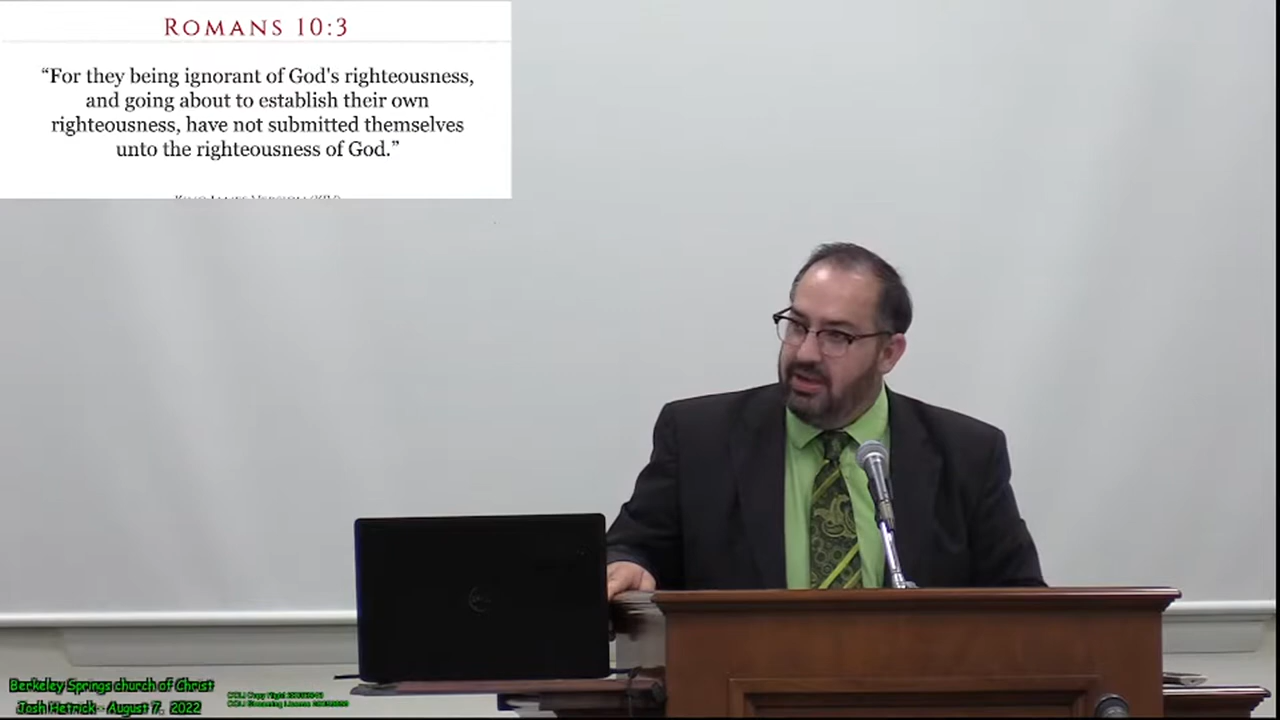 ROMANS 10:3
“For they being ignorant of God's righteousness,
and going about to establish their own
righteousness, have not submitted themselves
unto the righteousness of God.”
Berkeley Springs church of Christ
Josh Hetrick - August 7, 2022
DELL